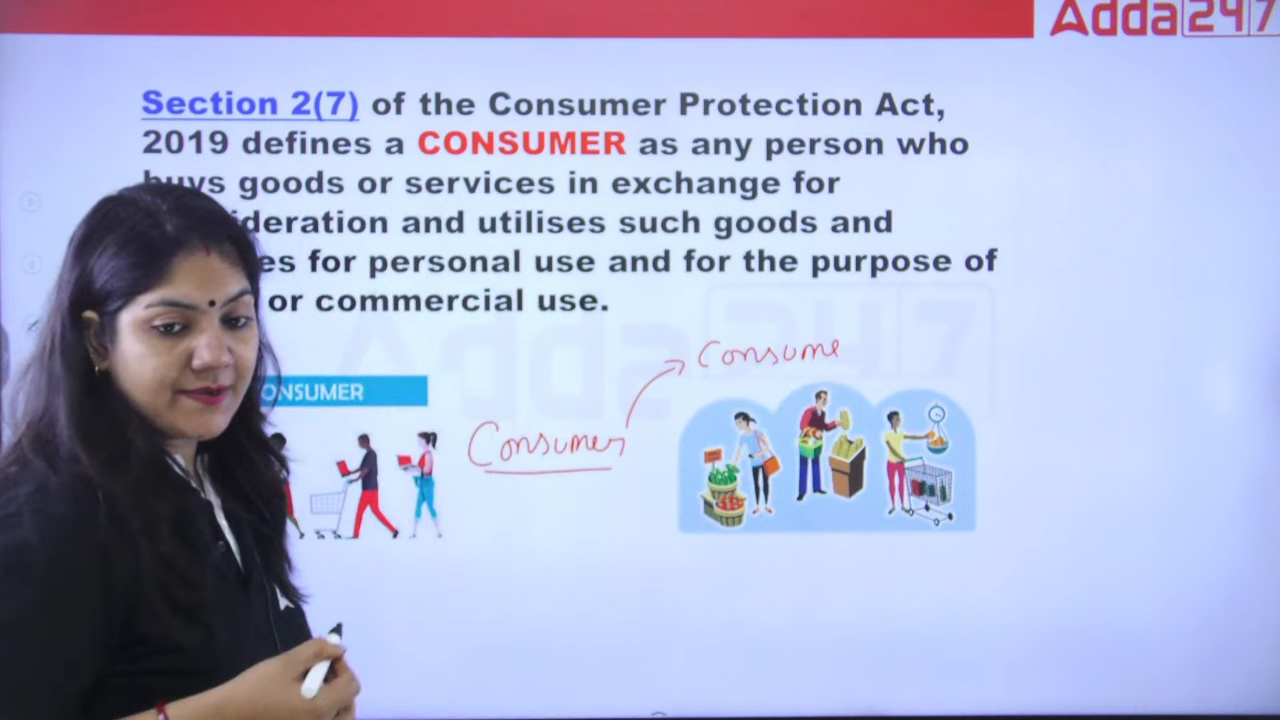 Adda247
Section 2(7) of the Consumer Protection Act,
2019 defines a CONSUMER as any person who
buys goods or services in exchange for
ideration and utilises such goods and
es for personal use and for the purpose of
or commercial use.
Consume
ONSUMER
Consumer